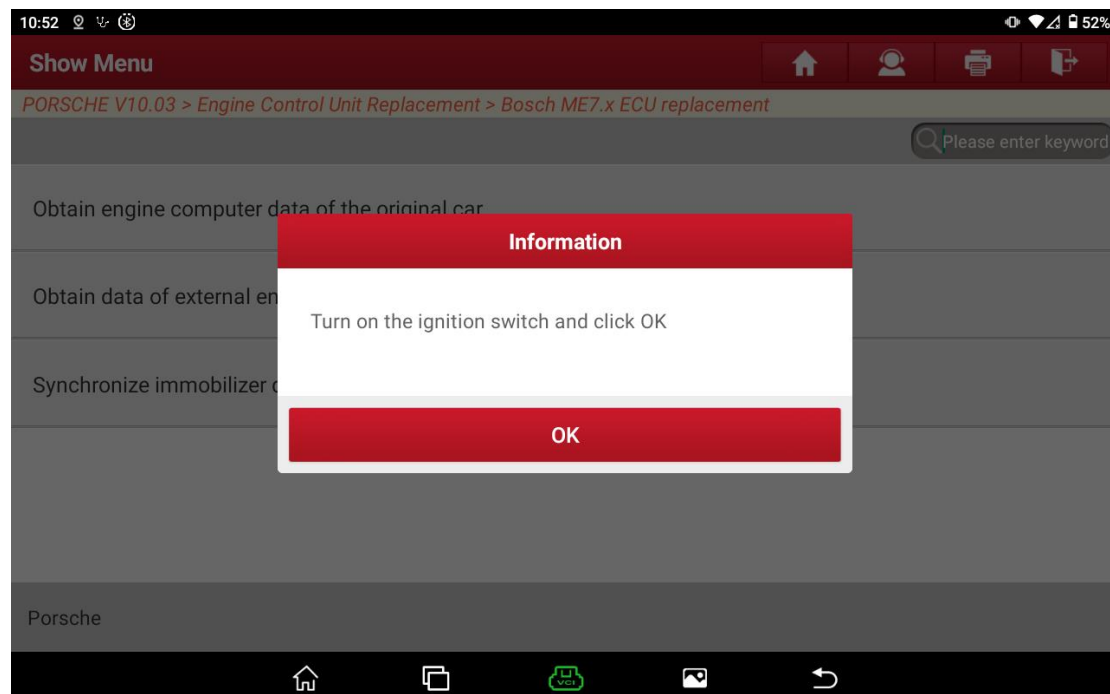 10:52 52%
Show Menu
PORSCHE V10.03 > Engine Control Unit Replacement > Bosch ME7.x ECU replacement
Please enter keyword
Obtain engine computer data of the original car
Information
Obtain data of external en
Turn on the ignition switch and click OK
Synchronize immobilizer
OK
Porsche
VCI